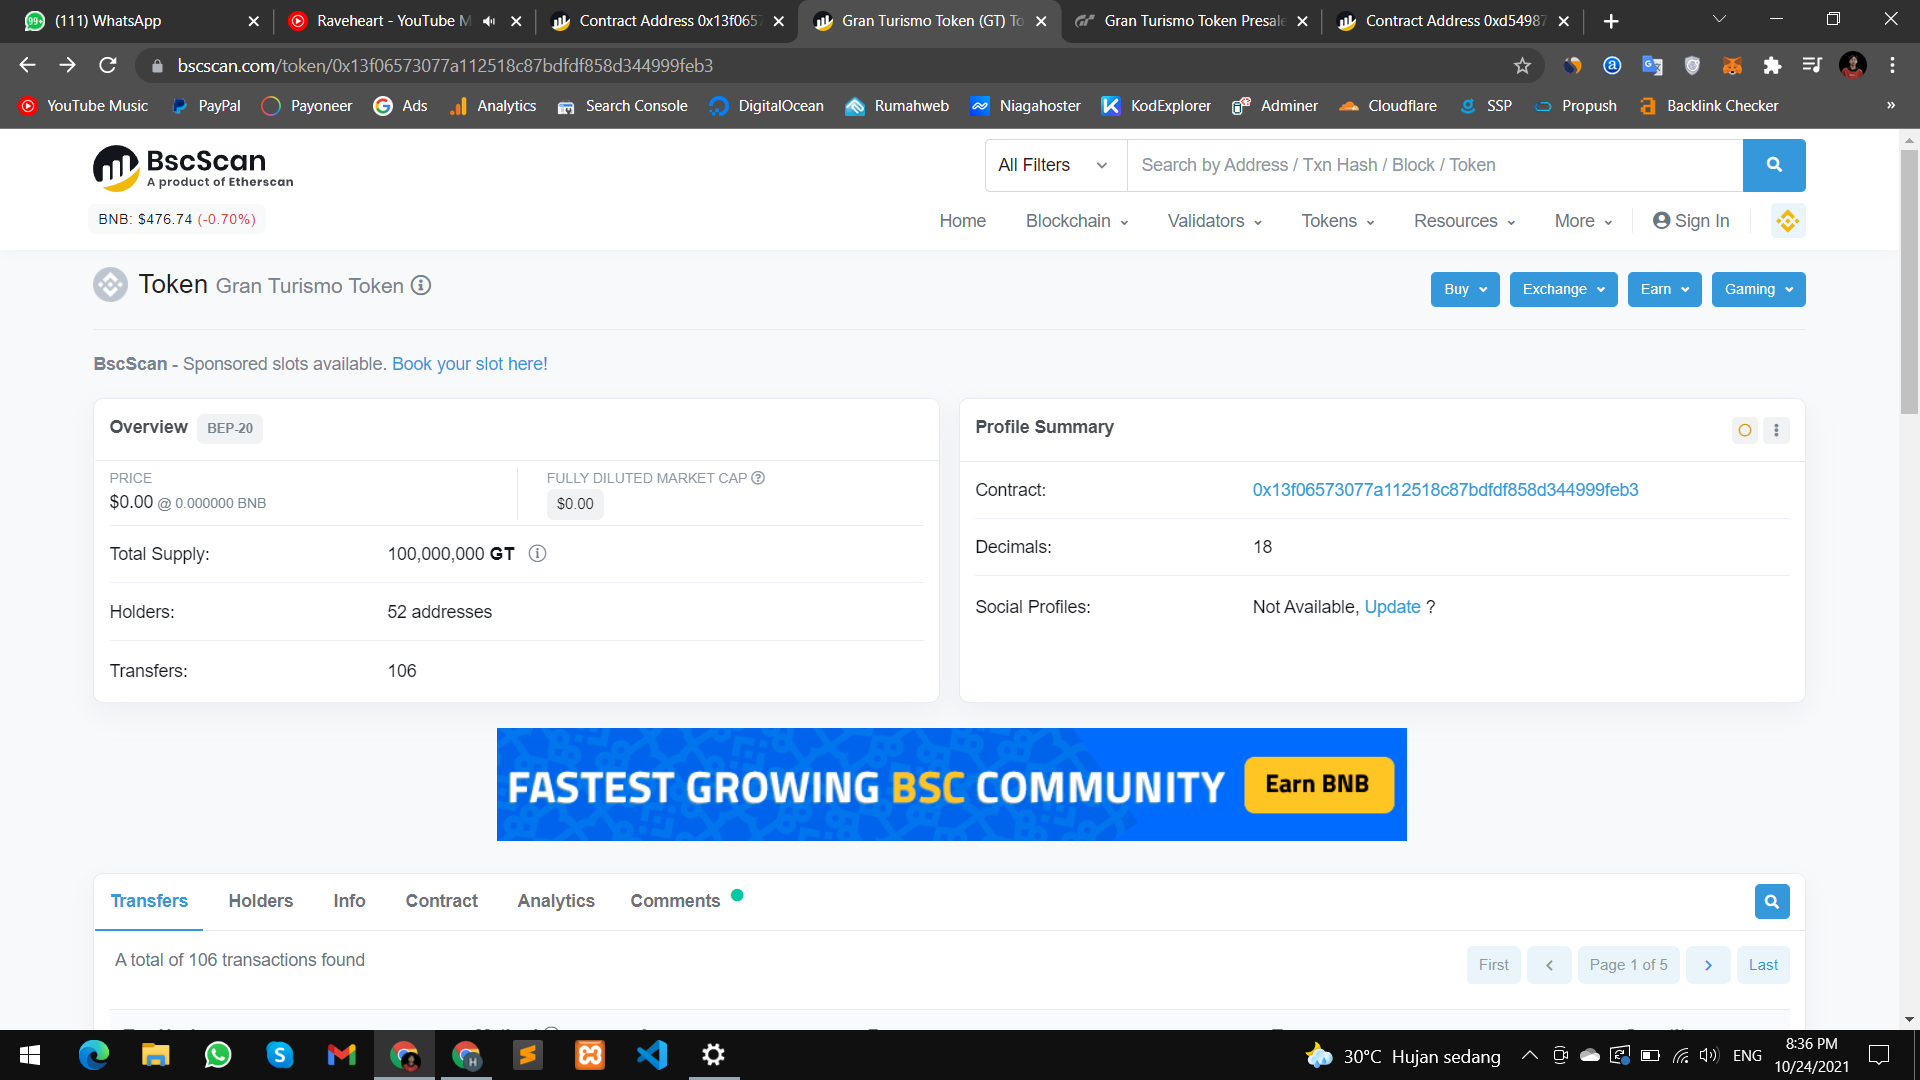 (111) WhatsApp
Raveheart - YouTube M
Contract Address 0x13f0657
Gran Turismo Token (GT) To
Gran Turismo Token Presale
Contract Address 0xd54987
bscscan.com/token/0x13f06573077a112518c87bdfdf858d344999feb3
YouTube Music
PayPal
Payoneer
Ads
Analytics
Search Console
DigitalOcean
Rumahweb
Niagahoster
KodExplorer
Adminer
Cloudflare
SSP
Propush
Backlink Checker
»
BscScan
A product of Etherscan
All Filters
Search by Address / Txn Hash / Block / Token
BNB: $476.74 (-0.70%)
Home
Blockchain
Validators
Tokens
Resources
More
Sign In
Token Gran Turismo Token
Buy
Exchange
Earn
Gaming
BscScan - Sponsored slots available. Book your slot here!
Overview BEP-20
PRICE
$0.00 @ 0.000000 BNB
FULLY DILUTED MARKET CAP
$0.00
Total Supply: 100,000,000 GT
Holders: 52 addresses
Transfers: 106
Profile Summary
Contract: 0x13f06573077a112518c87bdfdf858d344999feb3
Decimals: 18
Social Profiles: Not Available, Update ?
FASTEST GROWING BSC COMMUNITY
Earn BNB
Transfers
Holders
Info
Contract
Analytics
Comments
A total of 106 transactions found
First
Page 1 of 5
Last
30°C Hujan sedang
ENG
8:36 PM
10/24/2021